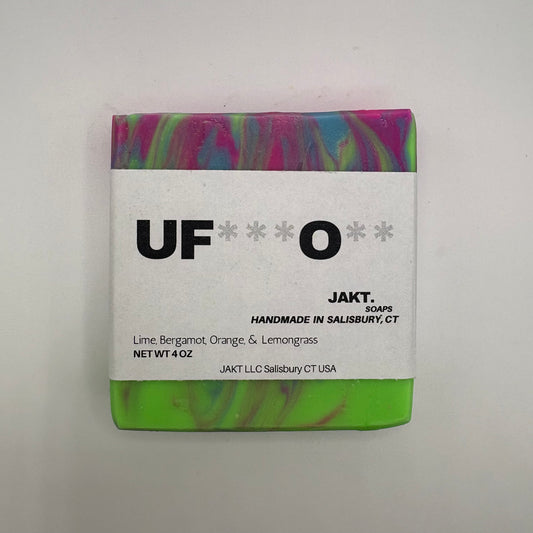 UF***O**
JAKT.
SOAPS
HANDMADE IN SALISBURY, CT
Lime, Bergamot, Orange, & Lemongrass
NET WT 4 OZ
JAKT LLC Salisbury CT USA